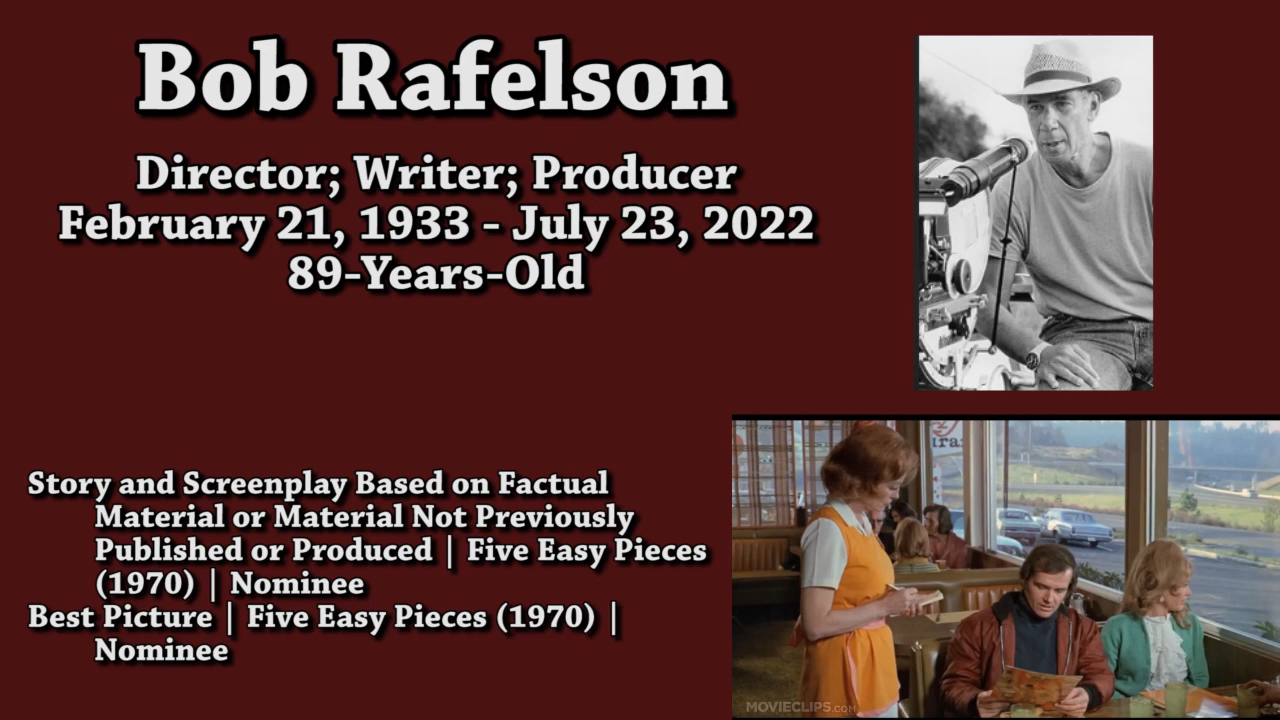 Bob Rafelson
Director; Writer; Producer
February 21, 1933 - July 23, 2022
89-Years-Old
Story and Screenplay Based on Factual
Material or Material Not Previously
Published or Produced | Five Easy Pieces
(1970) | Nominee
Best Picture | Five Easy Pieces (1970) |
Nominee
MOVIECLIPS.COM